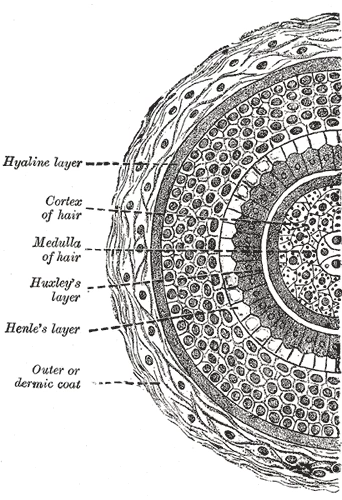 Hyaline layer
Cortex
of hair
Medulla
of hair
Huxley's
layer
Henle's layer
Outer or
dermic coat